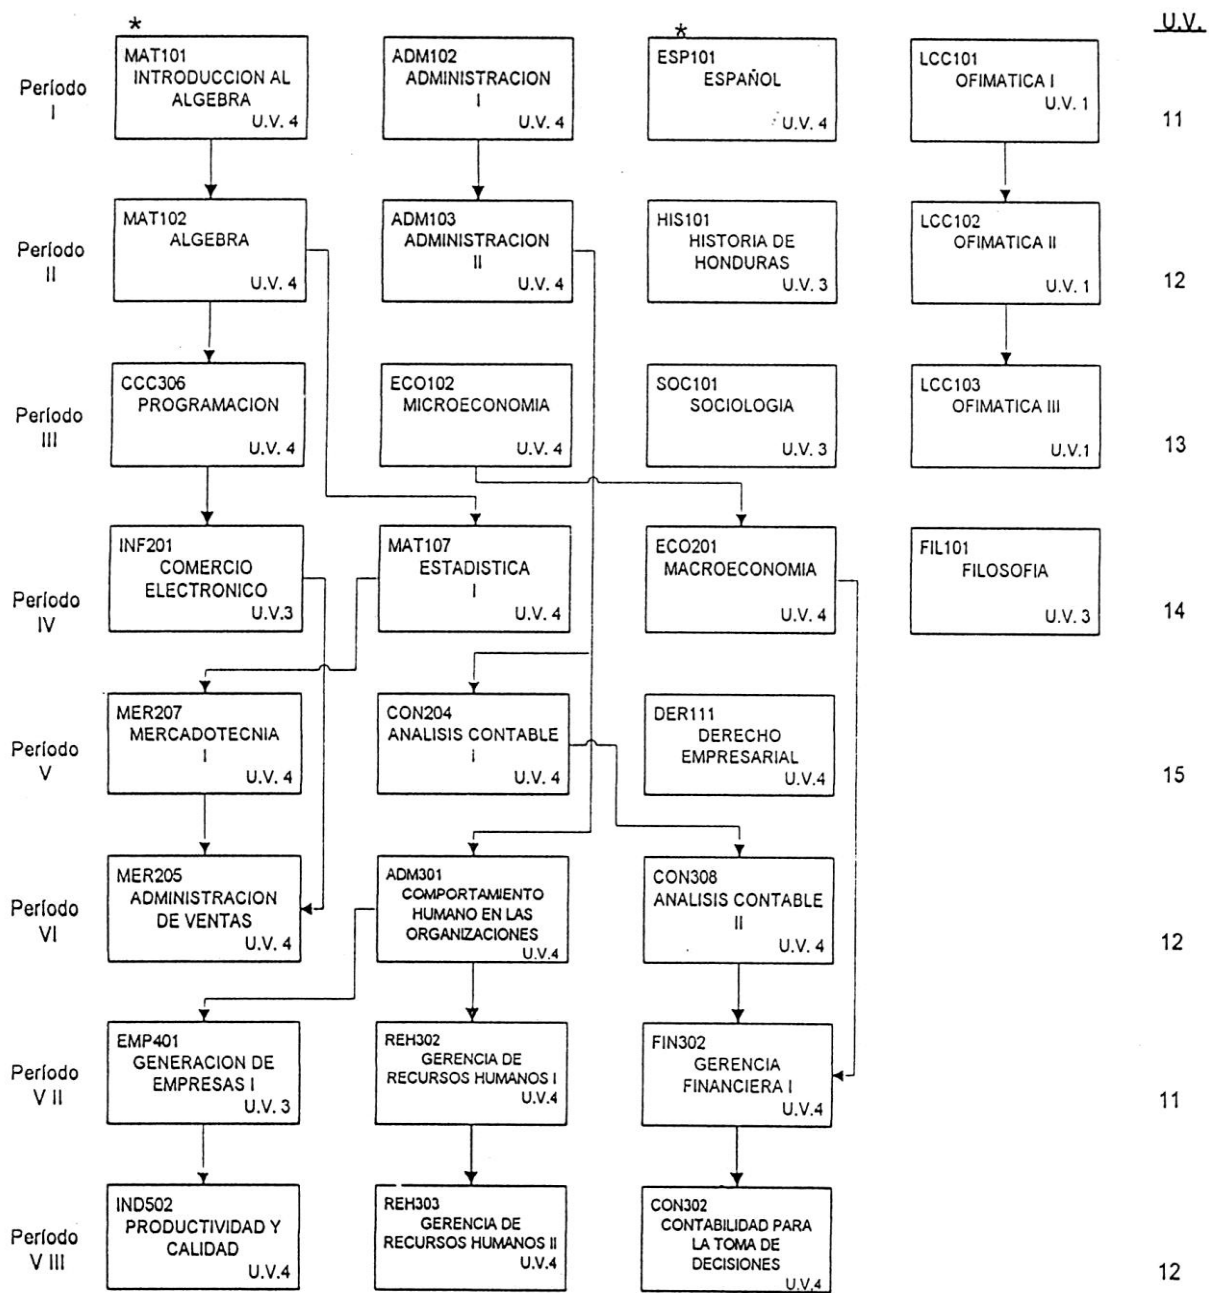 U.V.
*
*
Período
I
MAT101
INTRODUCCION AL
ALGEBRA
U.V. 4
ADM102
ADMINISTRACION
I
U.V. 4
ESP101
ESPAÑOL
U.V. 4
LCC101
OFIMATICA I
U.V. 1
11
Período
II
MAT102
ALGEBRA
U.V. 4
ADM103
ADMINISTRACION
II
U.V. 4
HIS101
HISTORIA DE
HONDURAS
U.V. 3
LCC102
OFIMATICA II
U.V. 1
12
Período
III
CCC306
PROGRAMACION
U.V. 4
ECO102
MICROECONOMIA
U.V. 4
SOC101
SOCIOLOGIA
U.V. 3
LCC103
OFIMATICA III
U.V.1
13
Período
IV
INF201
COMERCIO
ELECTRONICO
U.V.3
MAT107
ESTADISTICA
I
U.V. 4
ECO201
MACROECONOMIA
U.V. 4
FIL101
FILOSOFIA
U.V. 3
14
Período
V
MER207
MERCADOTECNIA
I
U.V. 4
CON204
ANALISIS CONTABLE
i
U.V. 4
DER111
DERECHO
EMPRESARIAL
U.V.4
15
Período
VI
MER205
ADMINISTRACION
DE VENTAS
U.V. 4
ADM301
COMPORTAMIENTO
HUMANO EN LAS
ORGANIZACIONES
U.V.4
CON308
ANALISIS CONTABLE
II
U.V. 4
12
Período
V II
EMP401
GENERACION DE
EMPRESAS I
U.V. 3
REH302
GERENCIA DE
RECURSOS HUMANOS I
U.V.4
FIN302
GERENCIA
FINANCIERA I
U.V.4
11
Período
V III
IND502
PRODUCTIVIDAD Y
CALIDAD
U.V.4
REH303
GERENCIA DE
RECURSOS HUMANOS II
U.V.4
CON302
CONTABILIDAD PARA
LA TOMA DE
DECISIONES
U.V,4
12